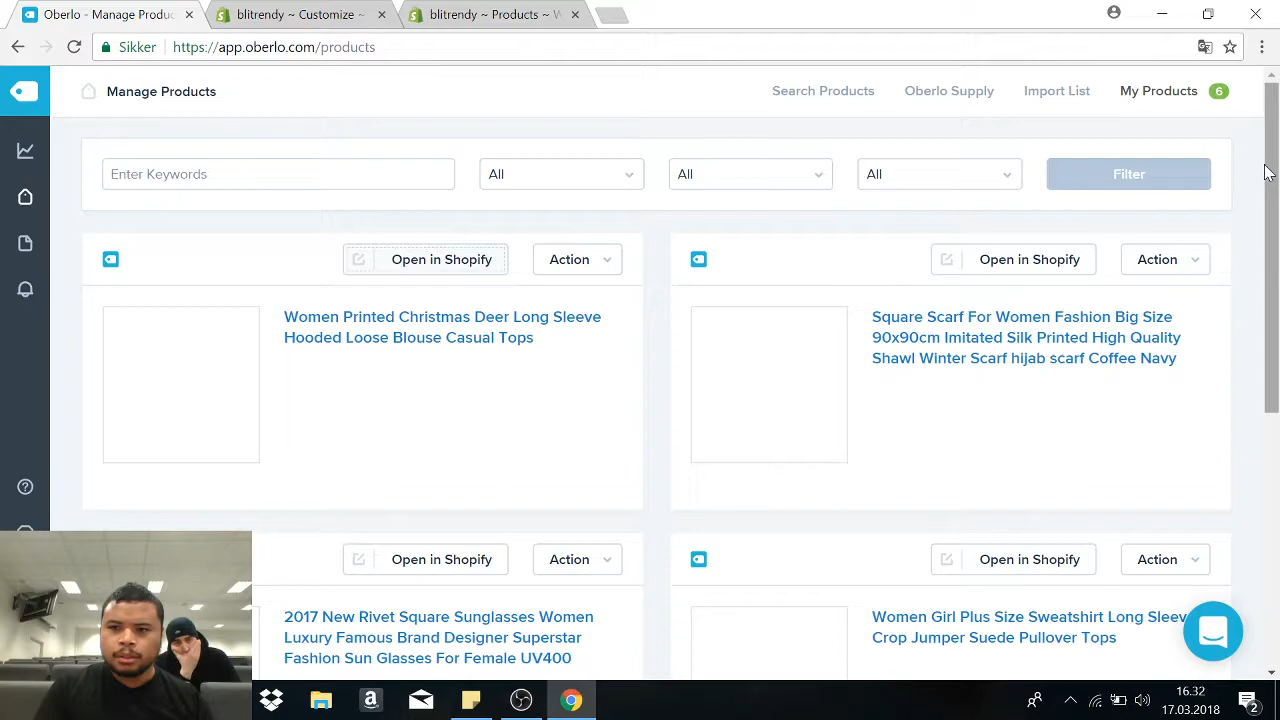 Oberlo - Manage Produc
blitrendy ~ Customize ~
blitrendy ~ Products ~ W
Sikker
https://app.oberlo.com/products
Manage Products
Search Products
Oberlo Supply
Import List
My Products
6
Enter Keywords
All
All
All
Filter
Open in Shopify
Action
Open in Shopify
Action
Women Printed Christmas Deer Long Sleeve
Hooded Loose Blouse Casual Tops
Square Scarf For Women Fashion Big Size
90x90cm Imitated Silk Printed High Quality
Shawl Winter Scarf hijab scarf Coffee Navy
Open in Shopify
Action
Open in Shopify
Action
2017 New Rivet Square Sunglasses Women
Luxury Famous Brand Designer Superstar
Fashion Sun Glasses For Female UV400
Women Girl Plus Size Sweatshirt Long Sleev
Crop Jumper Suede Pullover Tops
16.32
17.03.2018
2